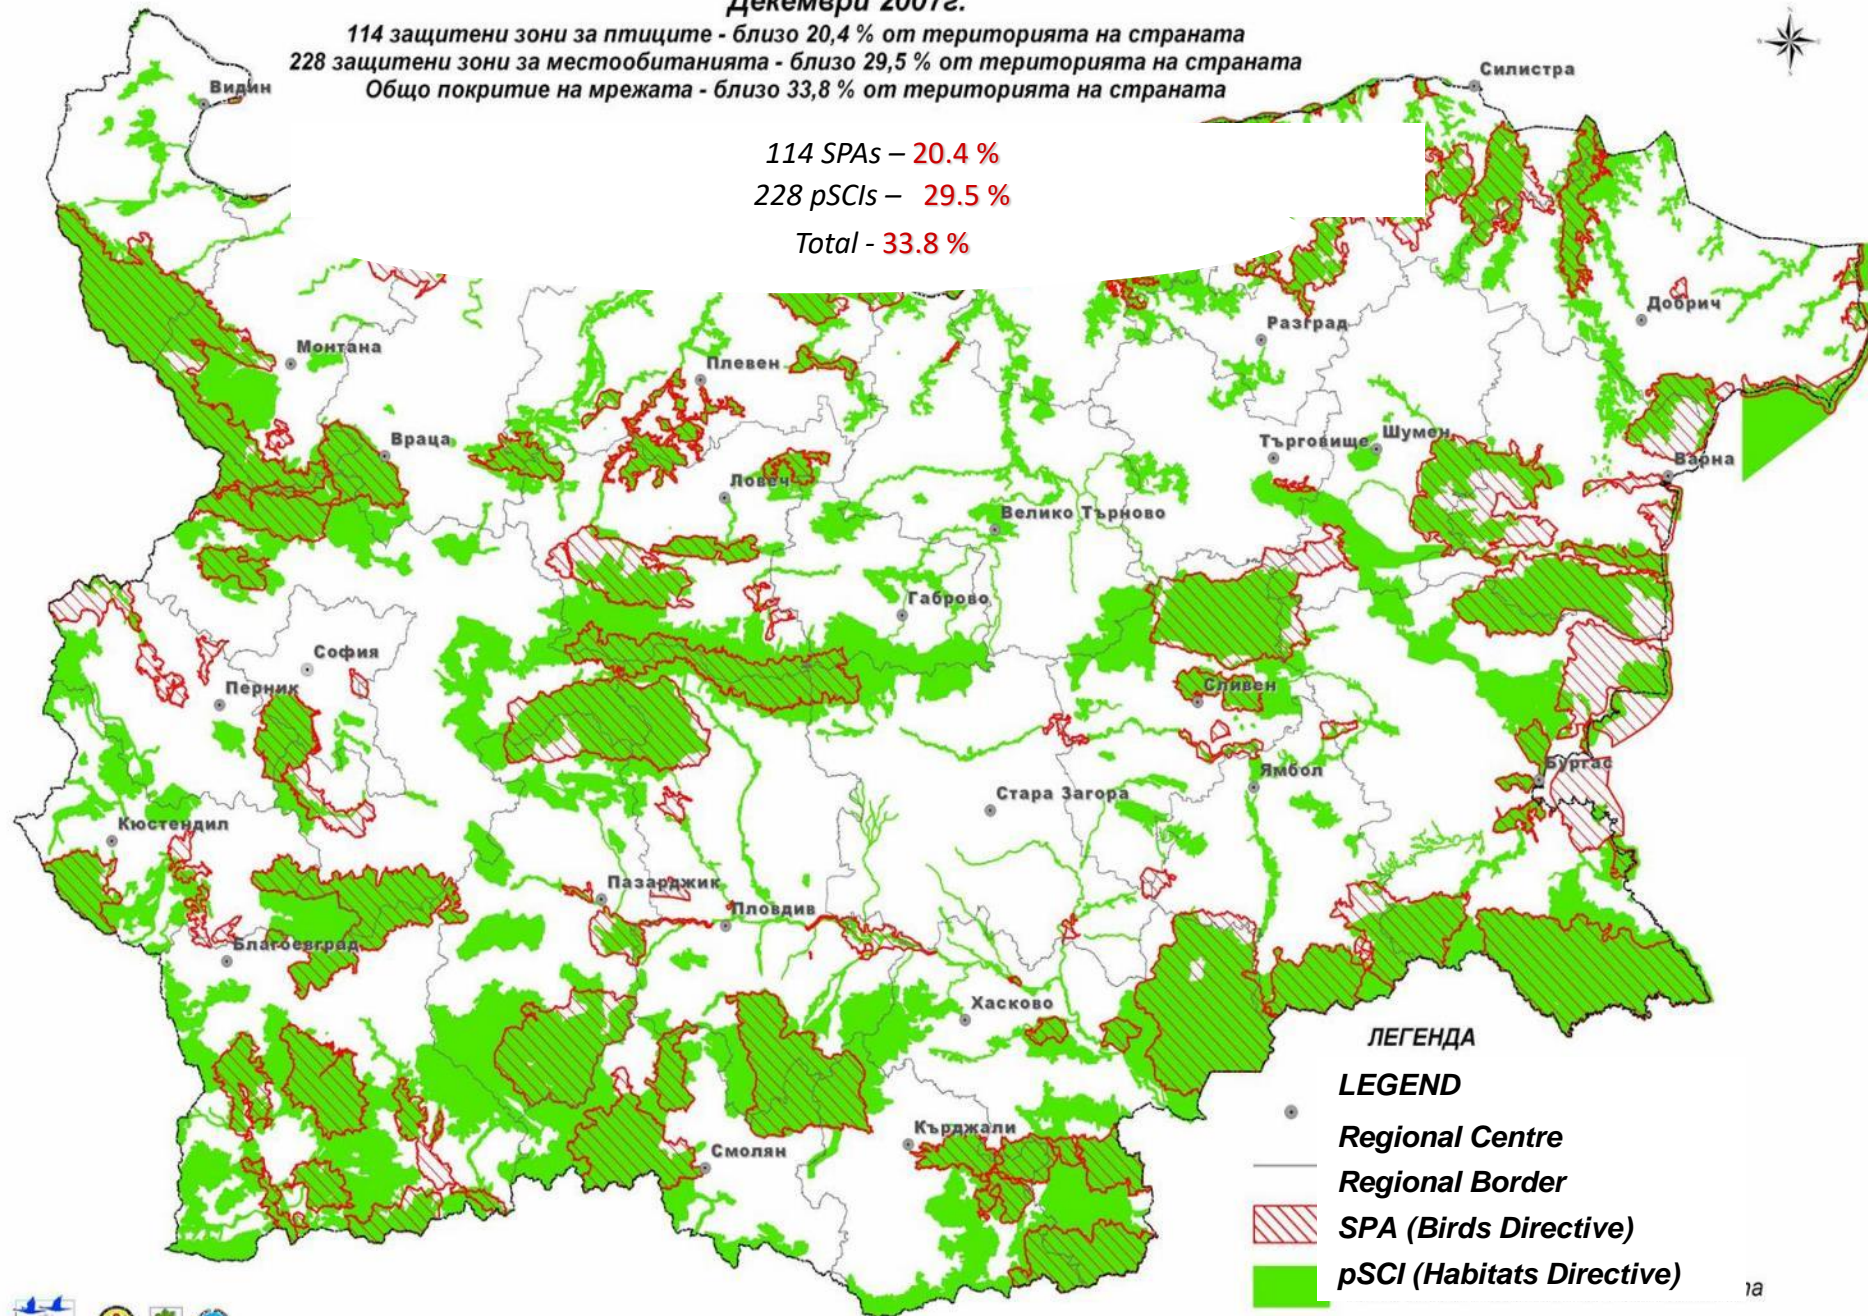 Декември 2007г.
114 защитени зони за птиците - близо 20,4 % от територията на страната
228 защитени зони за местообитанията - близо 29,5 % от територията на страната
Общо покритие на мрежата - близо 33,8 % от територията на страната
114 SPAs – 20.4 %
228 pSCIs – 29.5 %
Total - 33.8 %
Видин
Силистра
Добрич
Разград
Монтана
Плевен
Враца
Търговище
Шумен
Варна
Ловеч
Велико Търново
Габрово
София
Перник
Сливен
Бургас
Ямбол
Стара Загора
Кюстендил
Пазарджик
Пловдив
Благоевград
Хасково
Кърджали
Смолян
ЛЕГЕНДА
LEGEND
Regional Centre
Regional Border
SPA (Birds Directive)
pSCI (Habitats Directive)